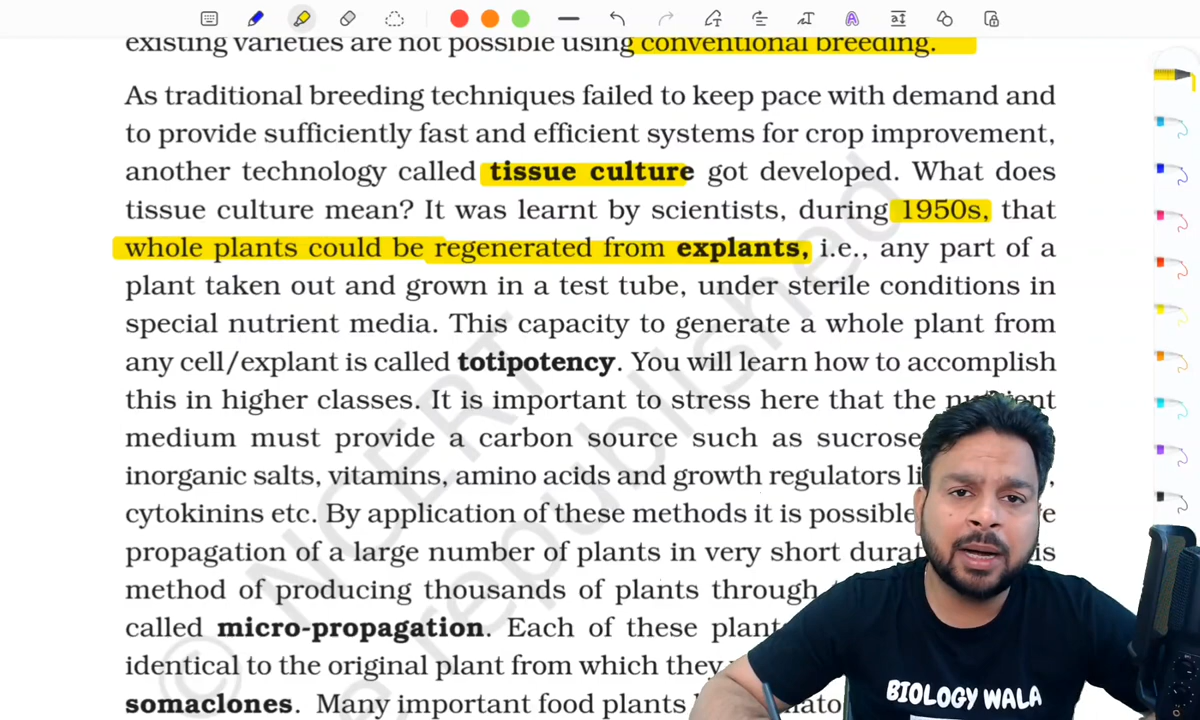 existing varieties are not possible using conventional breeding.
As traditional breeding techniques failed to keep pace with demand and
to provide sufficiently fast and efficient systems for crop improvement,
another technology called tissue culture got developed. What does
tissue culture mean? It was learnt by scientists, during 1950s, that
whole plants could be regenerated from explants, i.e., any part of a
plant taken out and grown in a test tube, under sterile conditions in
special nutrient media. This capacity to generate a whole plant from
any cell/explant is called totipotency. You will learn how to accomplish
this in higher classes. It is important to stress here that the
medium must provide a carbon source such as sucrose
inorganic salts, vitamins, amino acids and growth regulators
cytokinins etc. By application of these methods it is possible
propagation of a large number of plants in very short
method of producing thousands of plants through
called micro-propagation. Each of these
identical to the original plant from which they
somaclones. Many important food plants
© NCERT
republished
BIOLOGY WALA